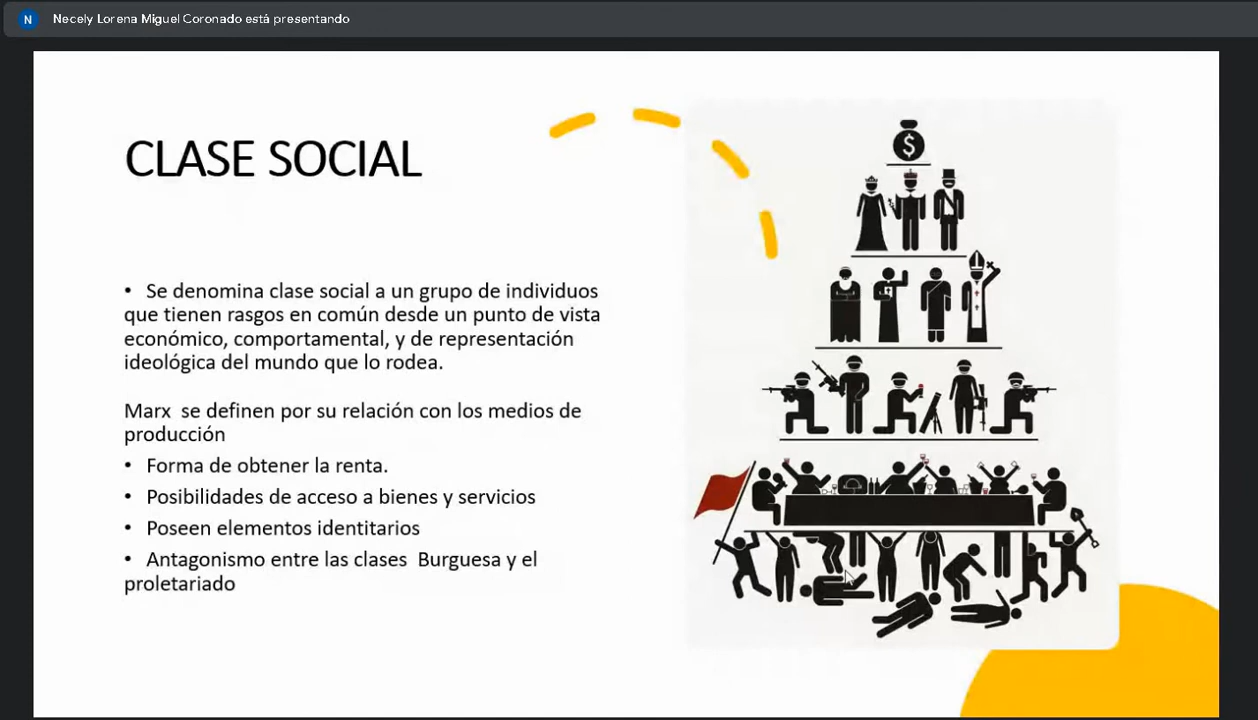 N
Necely Lorena Miguel Coronado está presentando
CLASE SOCIAL
• Se denomina clase social a un grupo de individuos
que tienen rasgos en común desde un punto de vista
económico, comportamental, y de representación
ideológica del mundo que lo rodea.
Marx se definen por su relación con los medios de
producción
• Forma de obtener la renta.
• Posibilidades de acceso a bienes y servicios
• Poseen elementos identitarios
• Antagonismo entre las clases Burguesa y el
proletariado
$